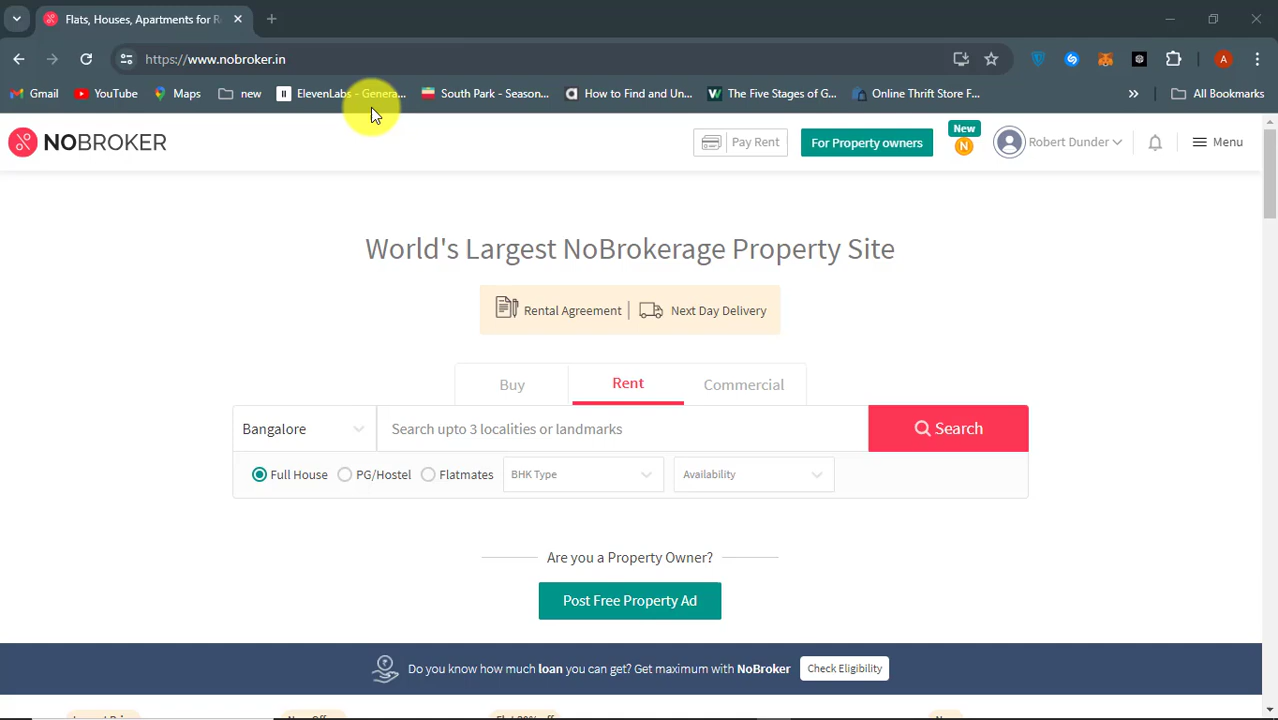 Flats, Houses, Apartments for R
https://www.nobroker.in
Gmail YouTube Maps new ElevenLabs - Genera... South Park - Season... How to Find and Un... The Five Stages of G... Online Thrift Store F... » All Bookmarks
NOBROKER Pay Rent For Property owners New N Robert Dunder Menu
World's Largest NoBrokerage Property Site
Rental Agreement | Next Day Delivery
Buy Rent Commercial
Bangalore Search upto 3 localities or landmarks Search
Full House PG/Hostel Flatmates BHK Type Availability
Are you a Property Owner?
Post Free Property Ad
Do you know how much loan you can get? Get maximum with NoBroker Check Eligibility